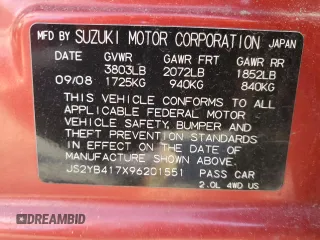 MFD BY SUZUKI MOTOR CORPORATION JAPAN
DATE GVWR GAWR FRT GAWR RR
3803LB 2072LB 1852LB
09/08 1725KG 940KG 840KG
THIS VEHICLE CONFORMS TO ALL
APPLICABLE FEDERAL MOTOR
VEHICLE SAFETY, BUMPER AND
THEFT PREVENTION STANDARDS
IN EFFECT ON THE DATE OF
MANUFACTURE SHOWN ABOVE.
JS2YB417X96201551 PASS CAR
2.0L 4WD US
DREAMBID